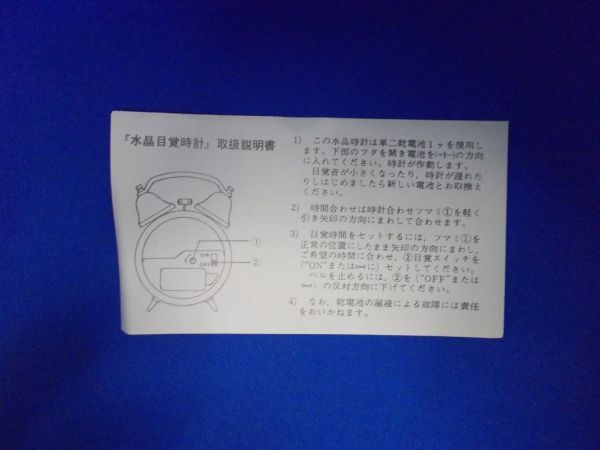 『水晶目覚時計』取扱説明書
①
ON
OFF
②
1) この水晶時計は単二乾電池1ヶを使用し
ます。下部のフタを開き電池を(+)(-)の方向
に入れてください。時計が作動します。
目覚音が小さくなったり，時計が遅れた
りしはじめましたら新しい電池とお取換え
ください。
2) 時間合わせは時計合わせツマミ①を軽く
引き矢印の方向にまわして合わせます。
3) 目覚時間をセットするには，ツマミ①を
正常の位置にしたまま矢印の方向にまわし，
ご希望の時間に合わせ，②目覚スイッチを
("ON"または に）セットしてください。
ベルを止めるには，②を（"OFF"または
）の反対方向に下げてください。
4) なお，乾電池の漏液による故障には責任
をおいかねます。